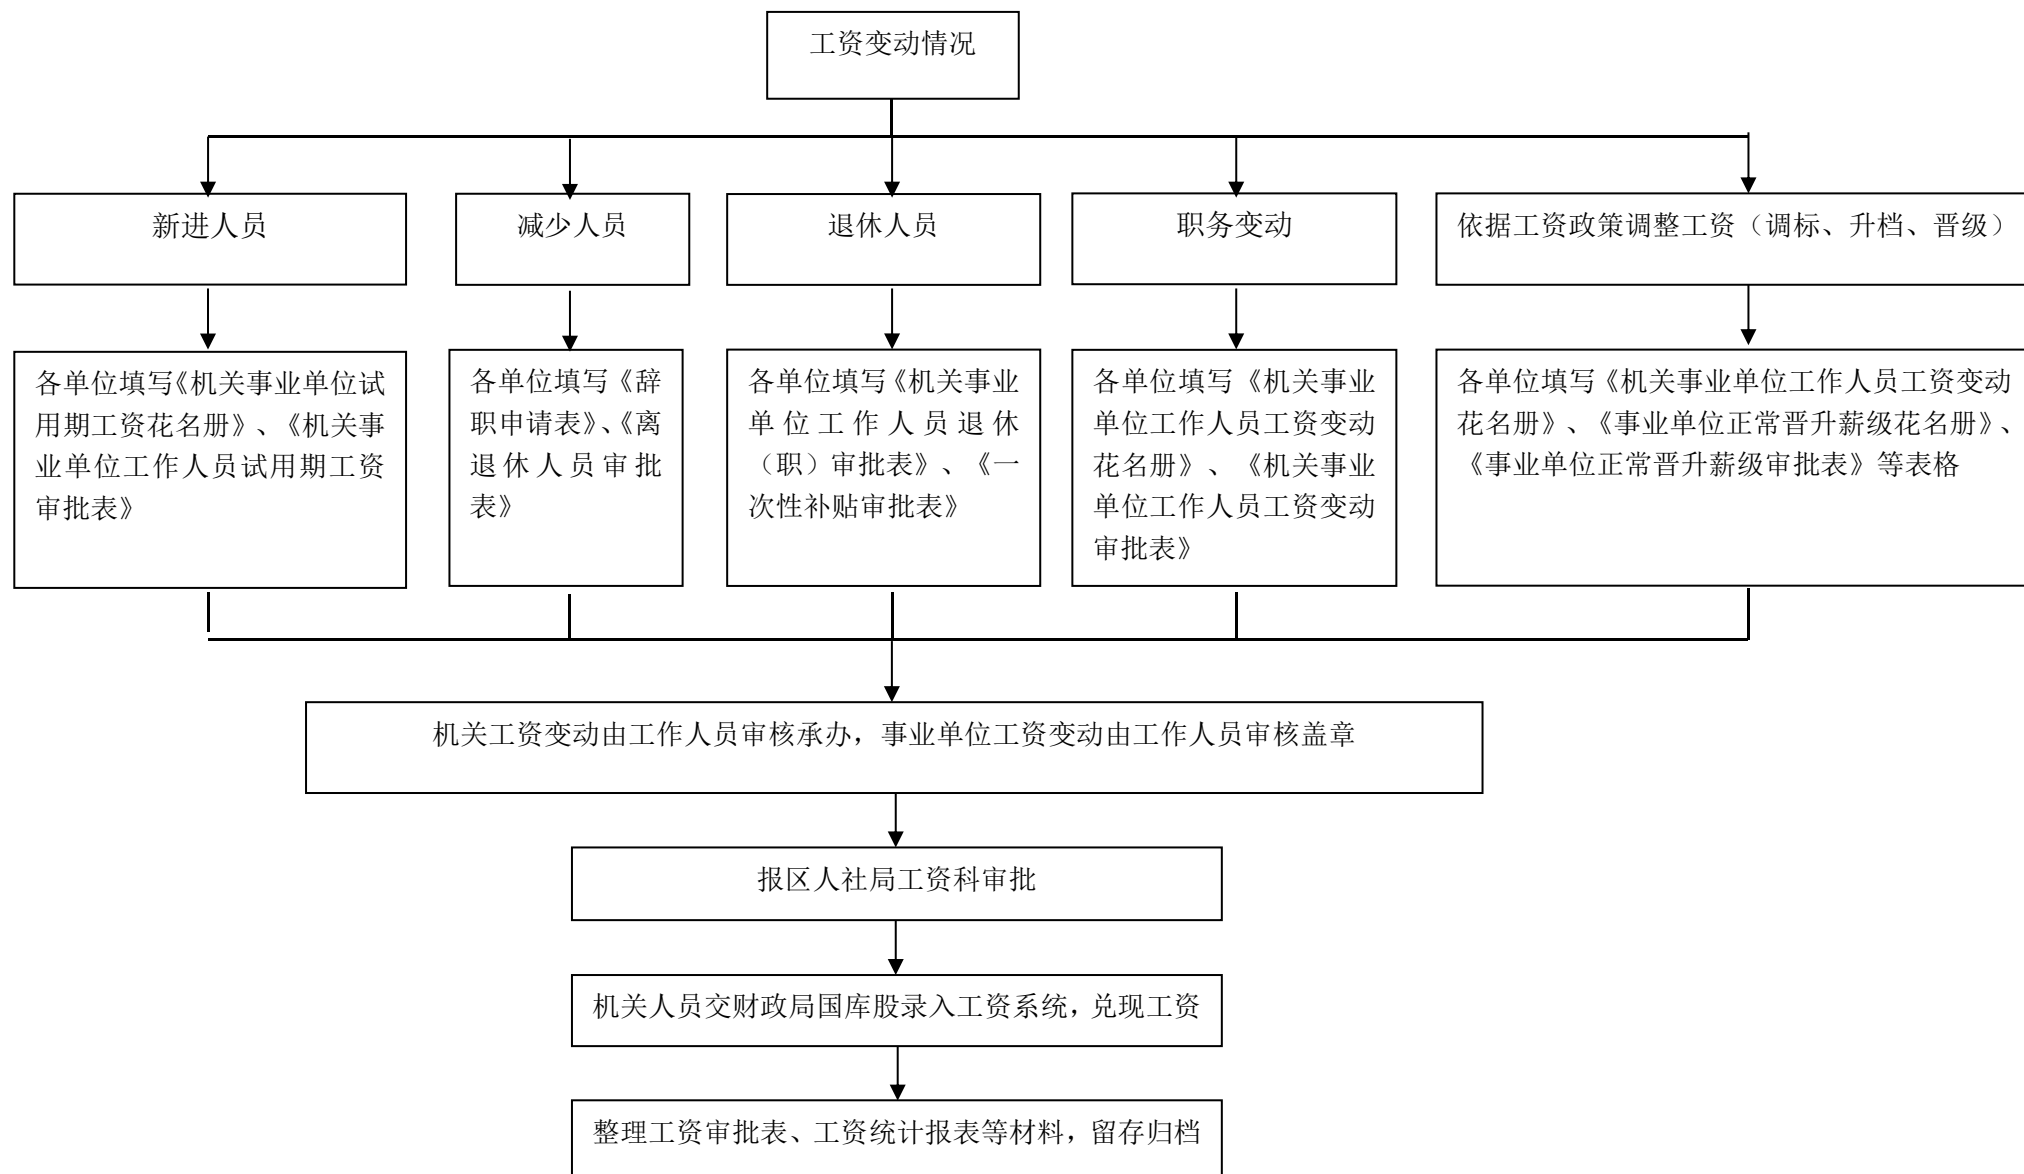 工资变动情况
新进人员
减少人员
退休人员
职务变动
依据工资政策调整工资（调标、升档、晋级）
各单位填写《机关事业单位试
用期工资花名册》、《机关事
业单位工作人员试用期工资
审批表》
各单位填写《辞
职申请表》、《离
退休人员审批
表》
各单位填写《机关事业
单位工作人员退休
（职）审批表》、《一
次性补贴审批表》
各单位填写《机关事业
单位工作人员工资变动
花名册》、《机关事业
单位工作人员工资变动
审批表》
各单位填写《机关事业单位工作人员工资变动
花名册》、《事业单位正常晋升薪级花名册》、
《事业单位正常晋升薪级审批表》等表格
机关工资变动由工作人员审核承办，事业单位工资变动由工作人员审核盖章
报区人社局工资科审批
机关人员交财政局国库股录入工资系统，兑现工资
整理工资审批表、工资统计报表等材料，留存归档